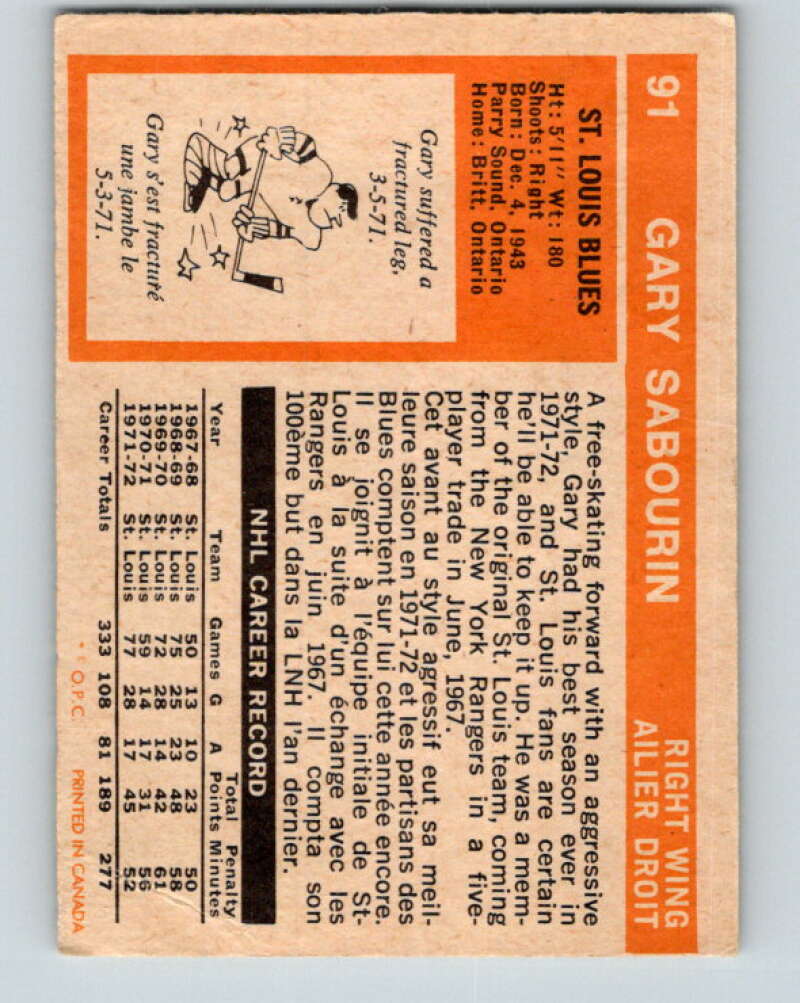 91 GARY SABOURIN RIGHT WING
AILIER DROIT
ST. LOUIS BLUES
Ht: 5'11" Wt: 180
Shoots: Right
Born: Dec. 4, 1943
Parry Sound, Ontario
Home: Britt, Ontario
Gary suffered a
fractured leg,
3-5-71.
Gary s'est fracturé
une jambe le
5-3-71.
A free-skating forward with an aggressive
style, Gary had his best season ever in
1971-72, and St. Louis fans are certain
he'll be able to keep it up. He was a mem-
ber of the original St. Louis team, coming
from the New York Rangers in a five-
player trade in June, 1967.
Cet avant au style agressif eut sa meil-
leure saison en 1971-72 et les partisans des
Blues comptent sur lui cette année encore.
Il se joignit à l'équipe initiale de St-
Louis à la suite d'un échange avec les
Rangers en juin 1967. Il compta son
100ème but dans la LNH l'an dernier.
NHL CAREER RECORD
Total Penalty
Year Team Games G A Points Minutes
1967-68 St. Louis 50 13 10 23 50
1968-69 St. Louis 75 25 23 48 58
1969-70 St. Louis 72 28 14 42 61
1970-71 St. Louis 59 14 17 31 56
1971-72 St. Louis 77 28 17 45 52
Career Totals 333 108 81 189 277
O.P.C. PRINTED IN CANADA